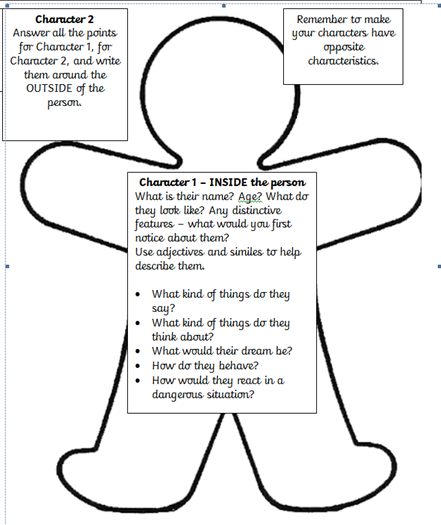 Character 2
Answer all the points
for Character 1, for
Character 2, and write
them around the
OUTSIDE of the
person.
Remember to make
your characters have
opposite
characteristics.
Character 1 – INSIDE the person
What is their name? Age? What do
they look like? Any distinctive
features – what would you first
notice about them?
Use adjectives and similes to help
describe them.
• What kind of things do they
say?
• What kind of things do they
think about?
• What would their dream be?
• How do they behave?
• How would they react in a
dangerous situation?